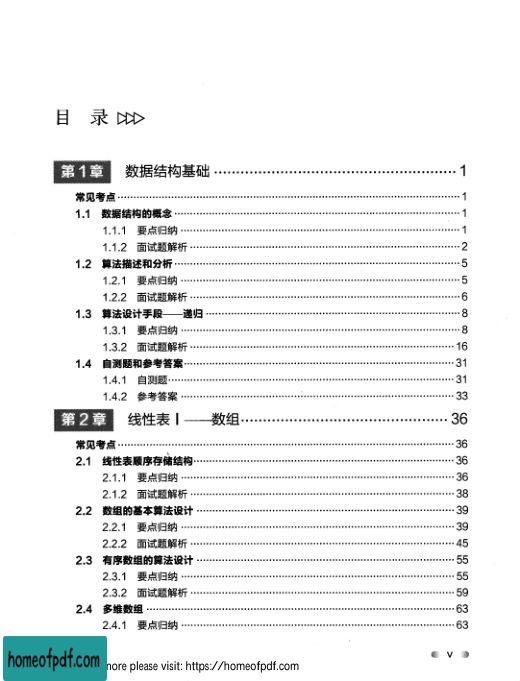 目 录
第1章 数据结构基础 1
常见考点 1
1.1 数据结构的概念 1
1.1.1 要点归纳 1
1.1.2 面试题解析 2
1.2 算法描述和分析 5
1.2.1 要点归纳 5
1.2.2 面试题解析 6
1.3 算法设计手段——递归 8
1.3.1 要点归纳 8
1.3.2 面试题解析 16
1.4 自测题和参考答案 31
1.4.1 自测题 31
1.4.2 参考答案 33
第2章 线性表Ⅰ——数组 36
常见考点 36
2.1 线性表顺序存储结构 36
2.1.1 要点归纳 36
2.1.2 面试题解析 38
2.2 数组的基本算法设计 39
2.2.1 要点归纳 39
2.2.2 面试题解析 45
2.3 有序数组的算法设计 55
2.3.1 要点归纳 55
2.3.2 面试题解析 59
2.4 多维数组 63
2.4.1 要点归纳 63
V
homeofpdf.com
more please visit: https://homeofpdf.com